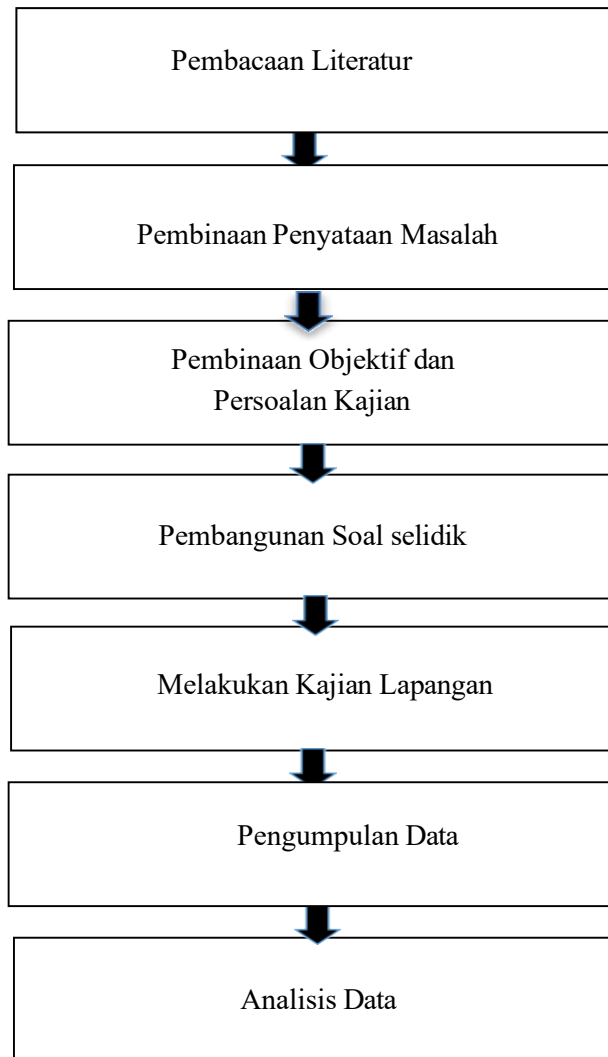 Pembacaan Literatur
Pembinaan Penyataan Masalah
Pembinaan Objektif dan
Persoalan Kajian
Pembangunan Soal selidik
Melakukan Kajian Lapangan
Pengumpulan Data
Analisis Data